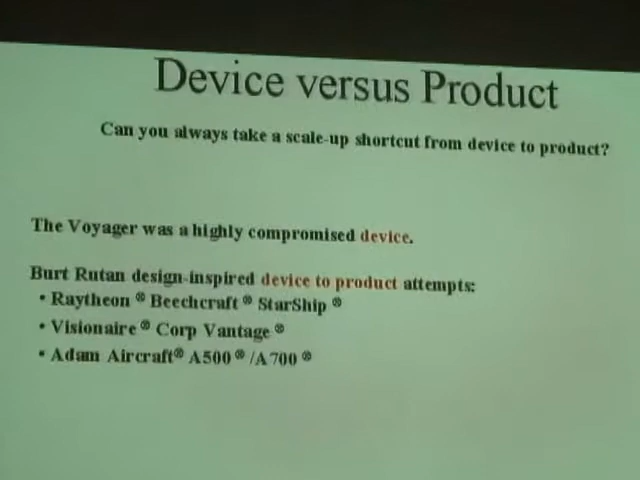 Device versus Product
Can you always take a scale-up shortcut from device to product?
The Voyager was a highly compromised device.
Burt Rutan design-inspired device to product attempts:
• Raytheon ® Beechcraft ® StarShip ®
• Visionaire ® Corp Vantage ®
• Adam Aircraft® A500 ® /A700 ®